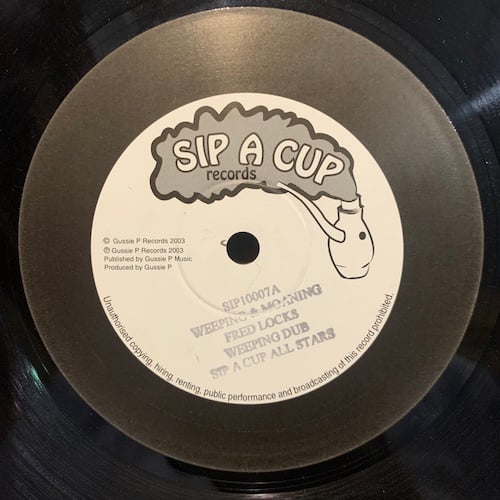 SIP A CUP
records
© Gussie P Records 2003
℗ Gussie P Records 2003
Published by Gussie P Music
Produced by Gussie P
SIP10007A
WEEPING & MOANING
FRED LOCKS
WEEPING DUB
SIP A CUP ALL STARS
Unauthorised copying, hiring, renting, public performance and broadcasting of this record prohibited.